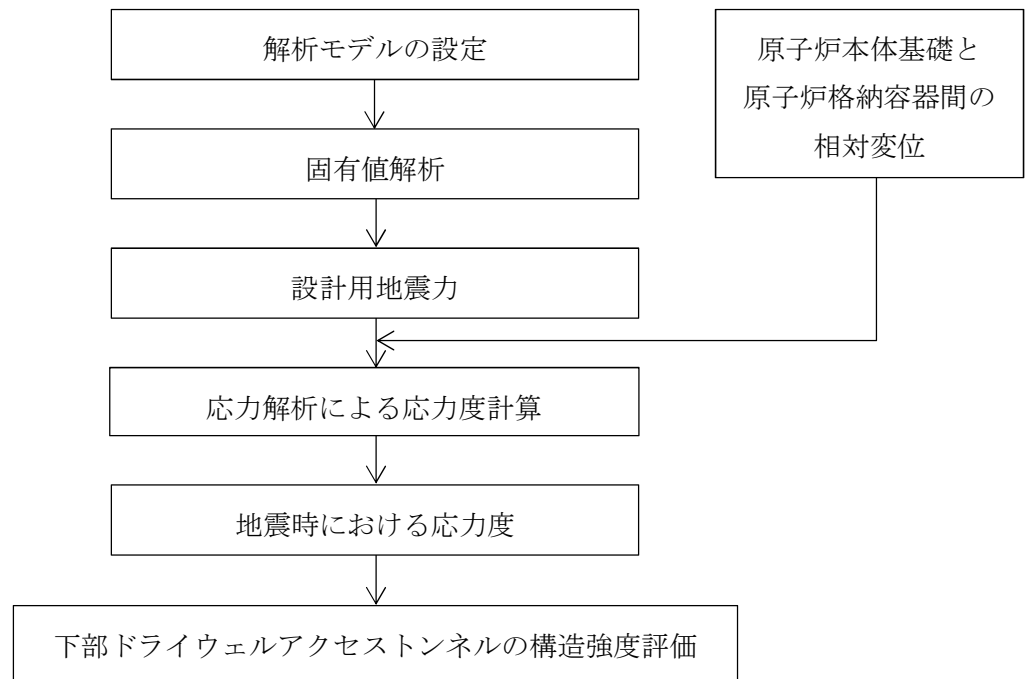 解析モデルの設定
原子炉本体基礎と
原子炉格納容器間の
相対変位
固有値解析
設計用地震力
応力解析による応力度計算
地震時における応力度
下部ドライウェルアクセストンネルの構造強度評価